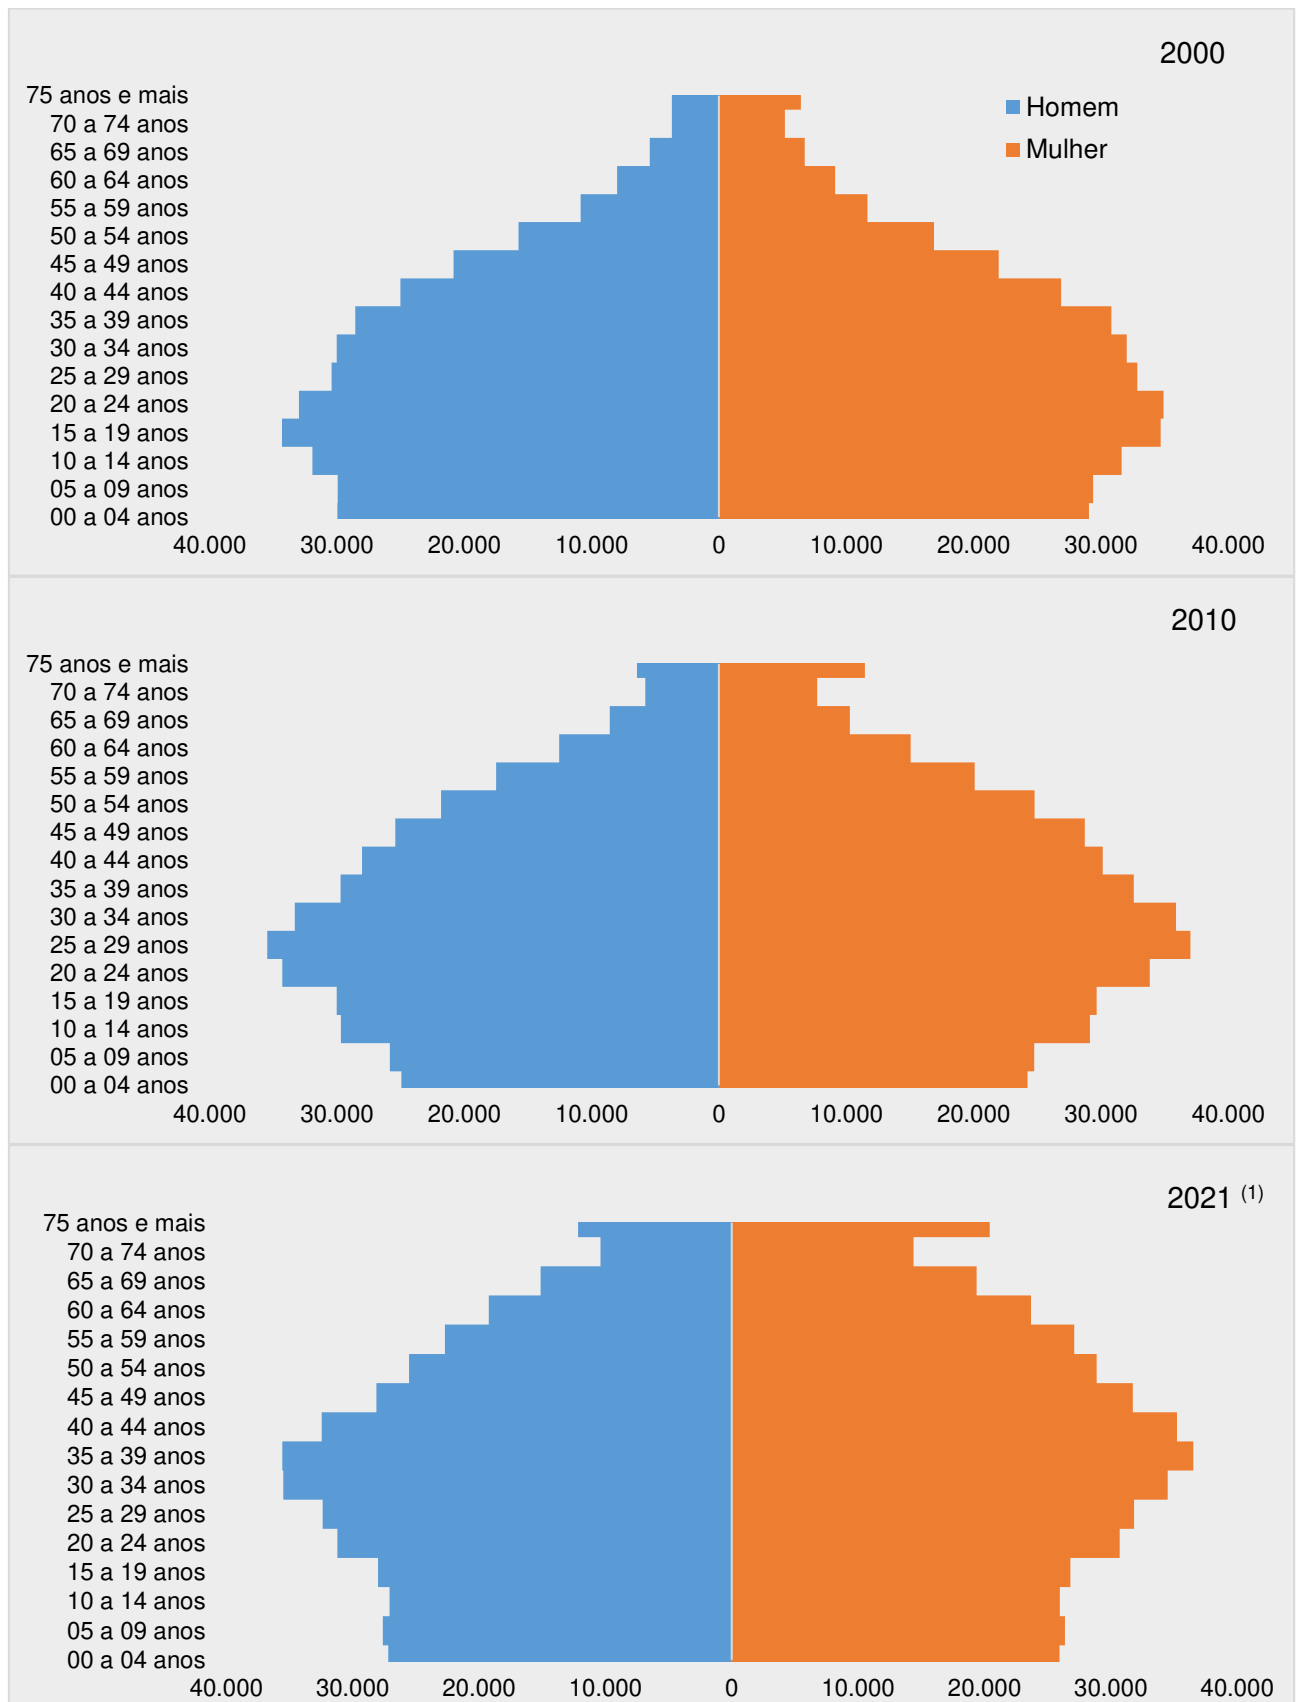 2000
Homem
Mulher
75 anos e mais
70 a 74 anos
65 a 69 anos
60 a 64 anos
55 a 59 anos
50 a 54 anos
45 a 49 anos
40 a 44 anos
35 a 39 anos
30 a 34 anos
25 a 29 anos
20 a 24 anos
15 a 19 anos
10 a 14 anos
05 a 09 anos
00 a 04 anos
40.000 30.000 20.000 10.000 0 10.000 20.000 30.000 40.000
2010
75 anos e mais
70 a 74 anos
65 a 69 anos
60 a 64 anos
55 a 59 anos
50 a 54 anos
45 a 49 anos
40 a 44 anos
35 a 39 anos
30 a 34 anos
25 a 29 anos
20 a 24 anos
15 a 19 anos
10 a 14 anos
05 a 09 anos
00 a 04 anos
40.000 30.000 20.000 10.000 0 10.000 20.000 30.000 40.000
2021 (1)
75 anos e mais
70 a 74 anos
65 a 69 anos
60 a 64 anos
55 a 59 anos
50 a 54 anos
45 a 49 anos
40 a 44 anos
35 a 39 anos
30 a 34 anos
25 a 29 anos
20 a 24 anos
15 a 19 anos
10 a 14 anos
05 a 09 anos
00 a 04 anos
40.000 30.000 20.000 10.000 0 10.000 20.000 30.000 40.000